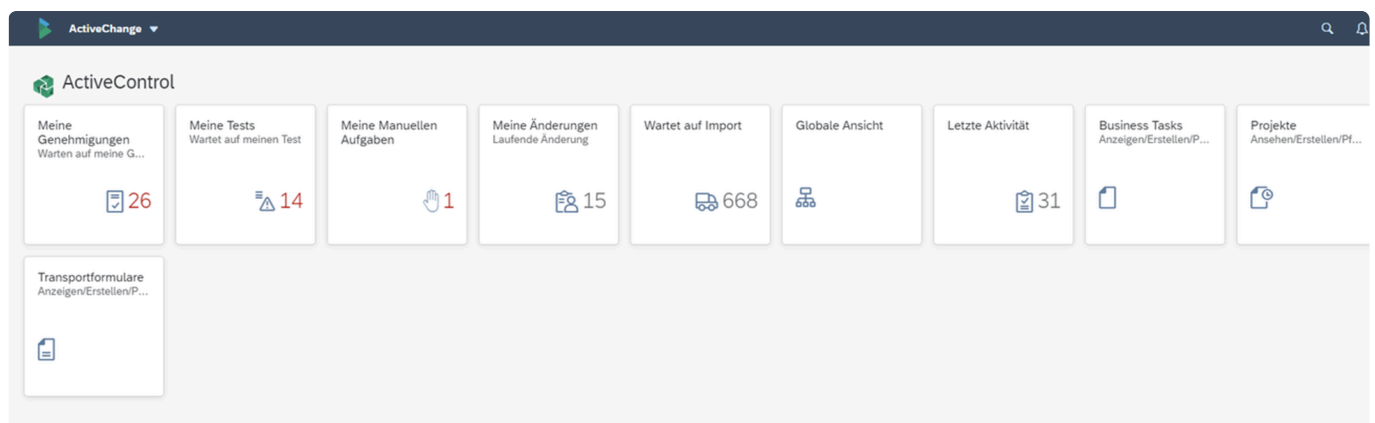 ActiveChange
ActiveControl
Meine
Genehmigungen
Warten auf meine G...
26
Meine Tests
Wartet auf meinen Test
14
Meine Manuellen
Aufgaben
1
Meine Änderungen
Laufende Änderung
15
Wartet auf Import
668
Globale Ansicht
Letzte Aktivität
31
Business Tasks
Anzeigen/Erstellen/P...
Projekte
Ansehen/Erstellen/Pf...
Transportformulare
Anzeigen/Erstellen/P...